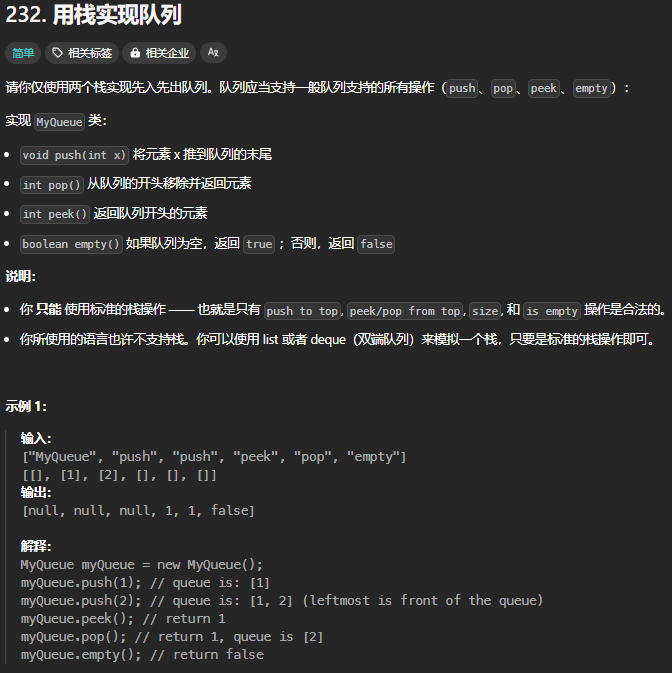 232. 用栈实现队列
简单 相关标签 相关企业 Aあ
请你仅使用两个栈实现先入先出队列。队列应当支持一般队列支持的所有操作（push、pop、peek、empty）：
实现 MyQueue 类：
void push(int x) 将元素 x 推到队列的末尾
int pop() 从队列的开头移除并返回元素
int peek() 返回队列开头的元素
boolean empty() 如果队列为空，返回 true ；否则，返回 false
说明：
你 只能 使用标准的栈操作 —— 也就是只有 push to top, peek/pop from top, size, 和 is empty 操作是合法的。
你所使用的语言也许不支持栈。你可以使用 list 或者 deque（双端队列）来模拟一个栈，只要是标准的栈操作即可。
示例 1：
输入：
["MyQueue", "push", "push", "peek", "pop", "empty"]
[[], [1], [2], [], [], []]
输出：
[null, null, null, 1, 1, false]
解释：
MyQueue myQueue = new MyQueue();
myQueue.push(1); // queue is: [1]
myQueue.push(2); // queue is: [1, 2] (leftmost is front of the queue)
myQueue.peek(); // return 1
myQueue.pop(); // return 1, queue is [2]
myQueue.empty(); // return false